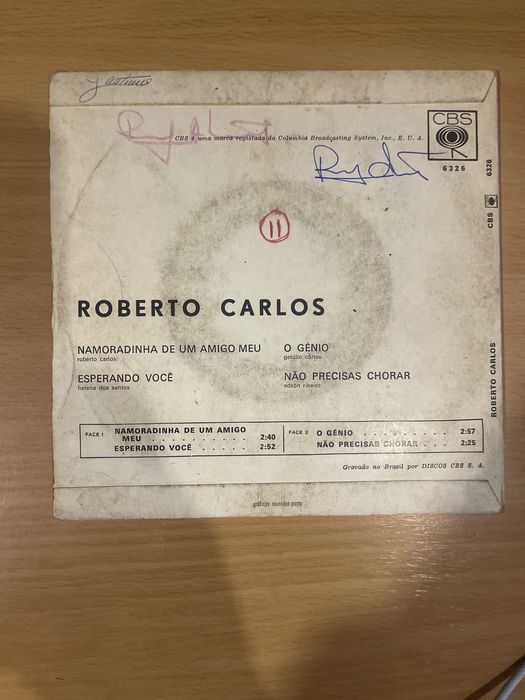 CBS é uma marca registada da Columbia Broadcasting System, Inc., E. U. A.
CBS
6326
6326
CBS
ROBERTO CARLOS
11
ROBERTO CARLOS
NAMORADINHA DE UM AMIGO MEU
roberto carlos
ESPERANDO VOCÊ
helena dos santos
O GÉNIO
getúlio côrtes
NÃO PRECISAS CHORAR
edson ribeiro
FACE 1 NAMORADINHA DE UM AMIGO
MEU . . . . . . . . . . 2:40
ESPERANDO VOCÊ . . . . . 2:52
FACE 2 O GÉNIO . . . . . . . . . 2:57
NÃO PRECISAS CHORAR . . . 2:25
Gravado no Brasil por DISCOS CBS S. A.
gráficos reunidos-porto